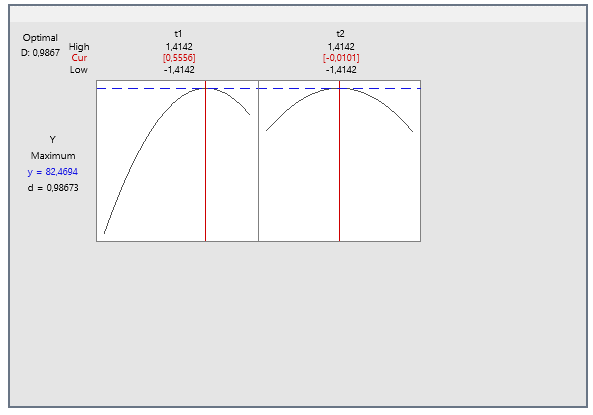 Optimal
D: 0,9867
High
Cur
Low
t1
1,4142
[0,5556]
-1,4142
t2
1,4142
[-0,0101]
-1,4142
Y
Maximum
y = 82,4694
d = 0,98673